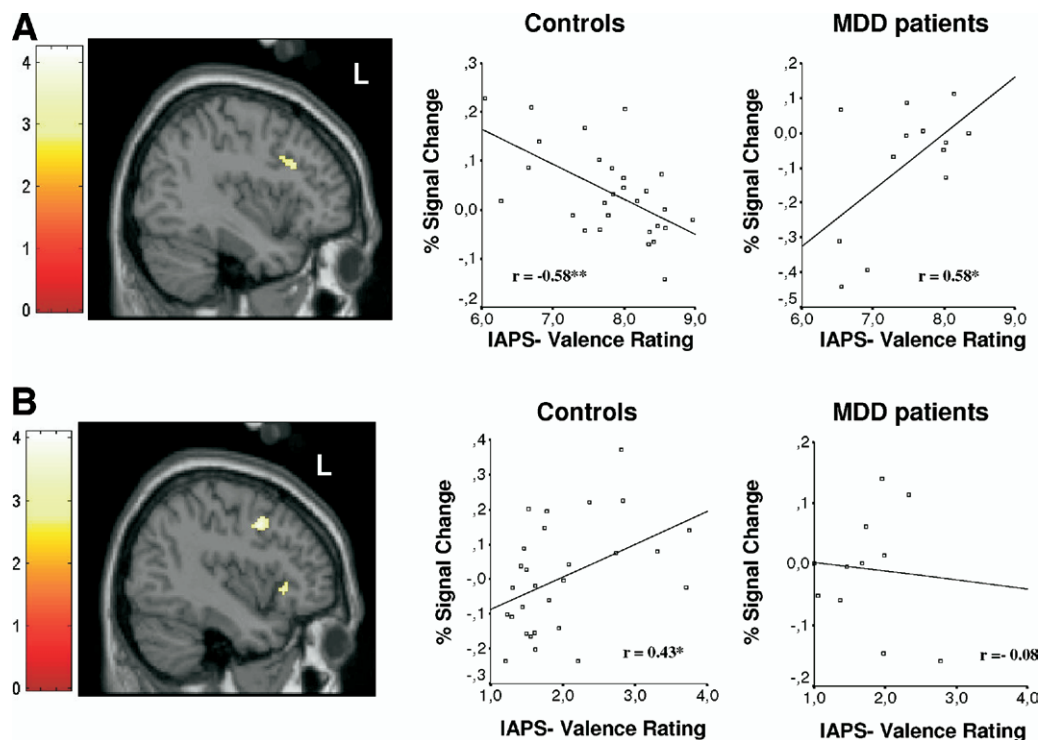 A
L
4
3
2
1
0
Controls
% Signal Change
,3
,2
,1
0,0
-,1
-,2
r = -0.58**
6,0 7,0 8,0 9,0
IAPS- Valence Rating
MDD patients
% Signal Change
,2
,1
0,0
-,1
-,2
-,3
-,4
-,5
r = 0.58*
6,0 7,0 8,0 9,0
IAPS- Valence Rating
B
L
4
3
2
1
0
Controls
% Signal Change
,4
,3
,2
,1
-,0
-,1
-,2
-,3
r = 0.43*
1,0 2,0 3,0 4,0
IAPS- Valence Rating
MDD patients
% Signal Change
,2
,1
0,0
-,1
-,2
r =- 0.08
1,0 2,0 3,0 4,0
IAPS- Valence Rating